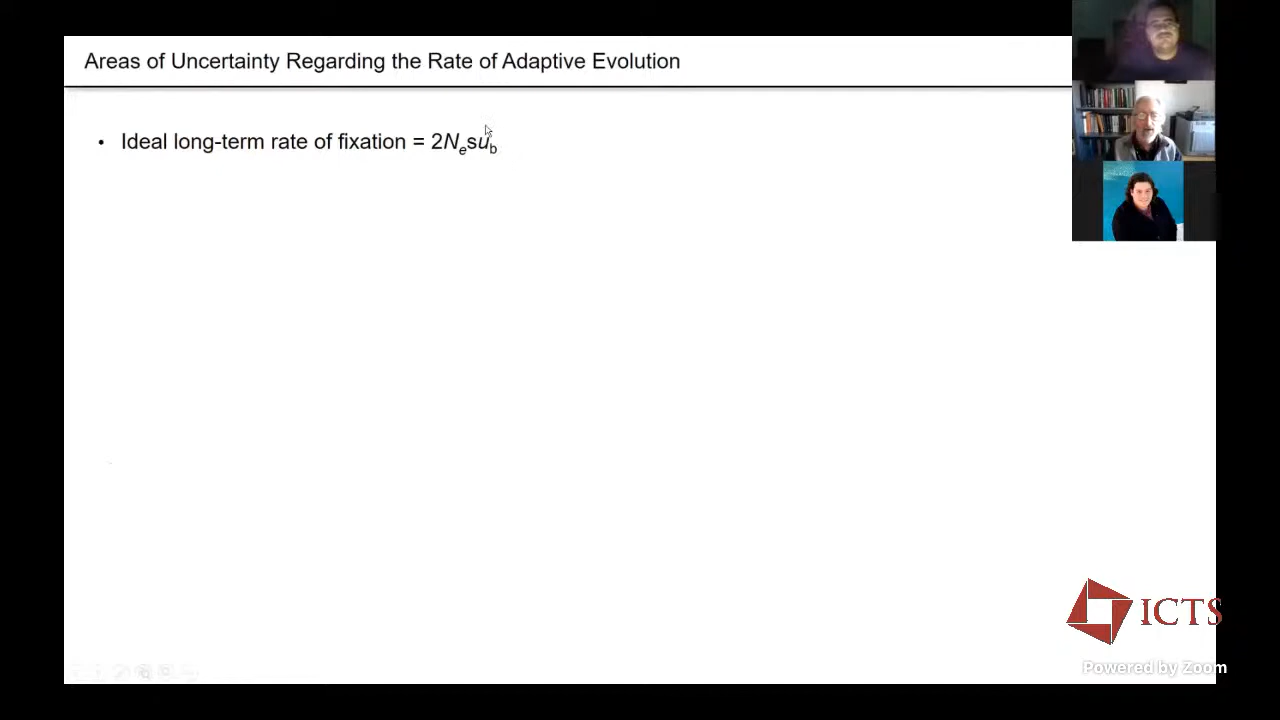 Areas of Uncertainty Regarding the Rate of Adaptive Evolution
• Ideal long-term rate of fixation = 2Nesub
ICTS
Powered by Zoom